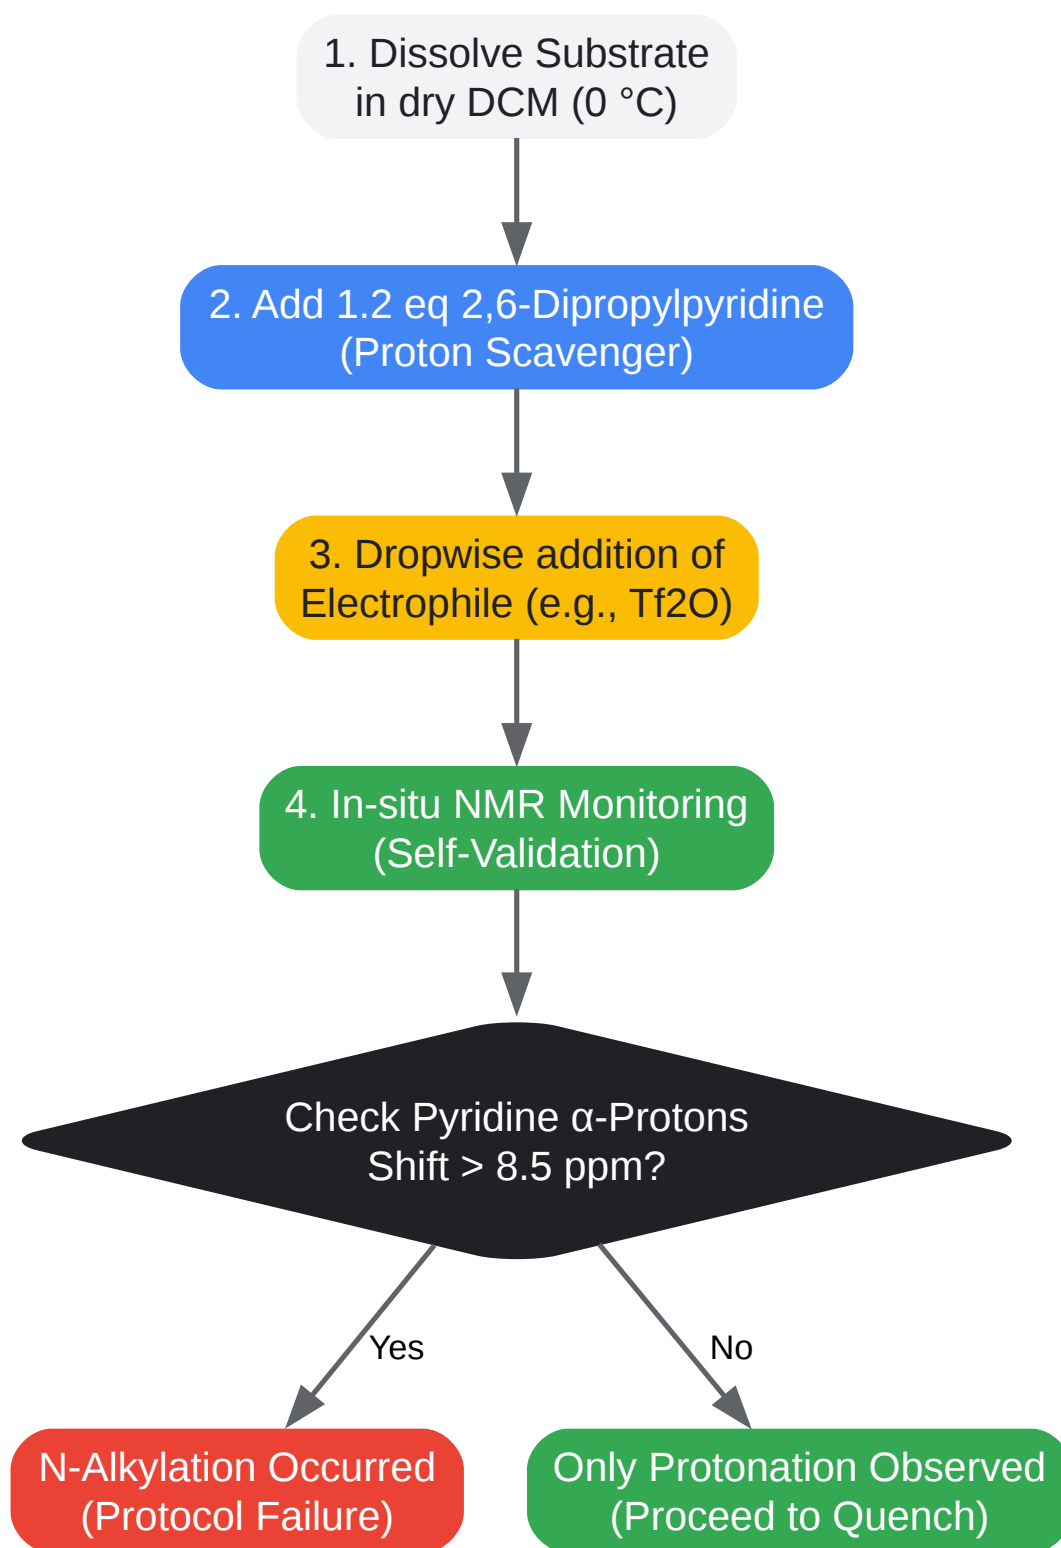 1. Dissolve Substrate
in dry DCM (0 °C)
2. Add 1.2 eq 2,6-Dipropylpyridine
(Proton Scavenger)
3. Dropwise addition of
Electrophile (e.g., Tf2O)
4. In-situ NMR Monitoring
(Self-Validation)
Check Pyridine α-Protons
Shift > 8.5 ppm?
Yes
No
N-Alkylation Occurred
(Protocol Failure)
Only Protonation Observed
(Proceed to Quench)